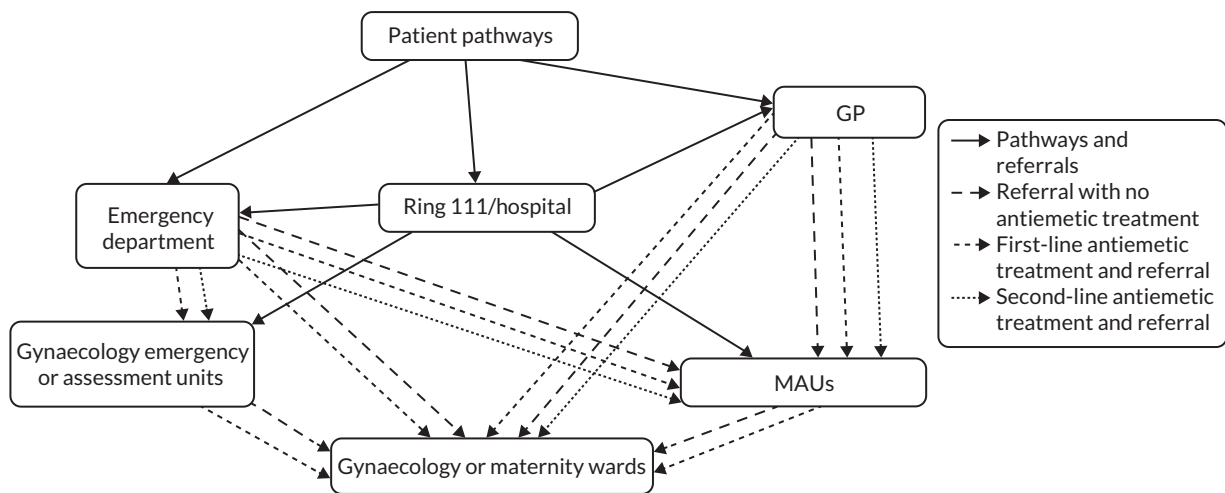 Patient pathways
GP
Pathways and
referrals
Referral with no
antiemetic treatment
First-line antiemetic
treatment and referral
Second-line antiemetic
treatment and referral
Emergency
department
Ring 111/hospital
Gynaecology emergency
or assessment units
MAUs
Gynaecology or maternity wards